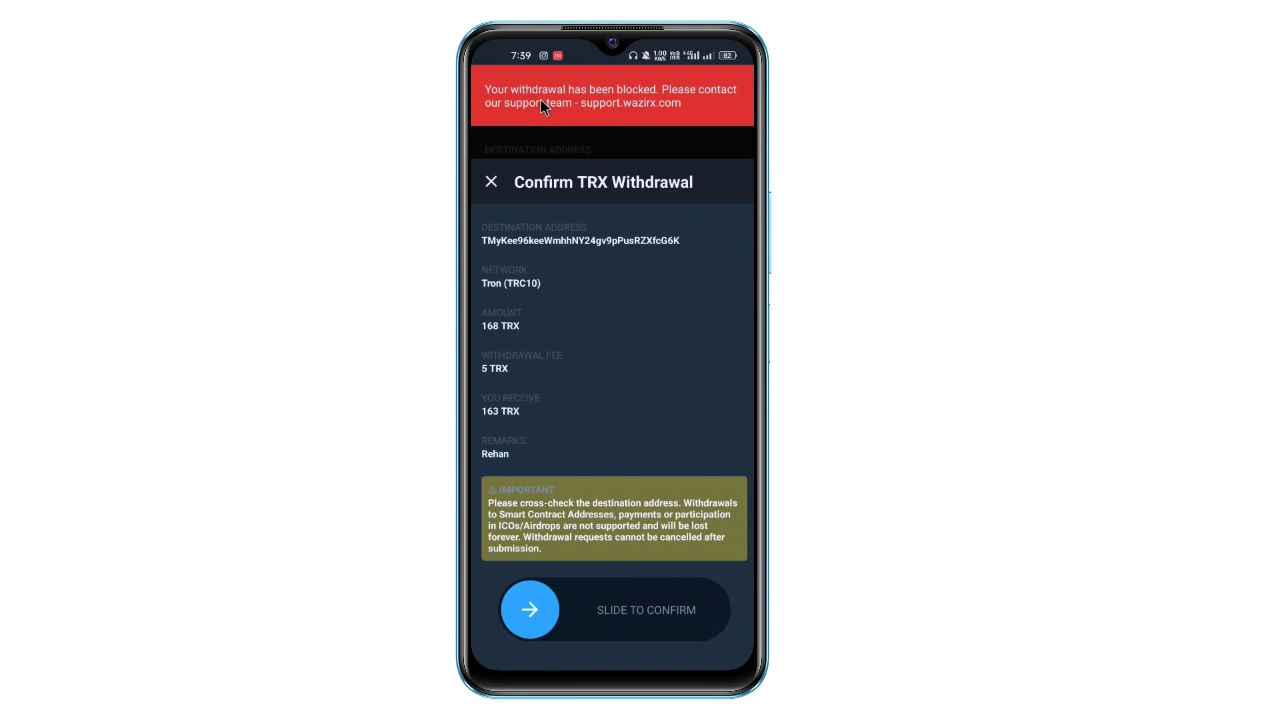 7:39
82
Your withdrawal has been blocked. Please contact
our support team - support.wazirx.com
DESTINATION ADDRESS
Confirm TRX Withdrawal
DESTINATION ADDRESS
TMyKee96keeWmhhNY24gv9pPusRZXfcG6K
NETWORK
Tron (TRC10)
AMOUNT
168 TRX
WITHDRAWAL FEE
5 TRX
YOU RECEIVE
163 TRX
REMARKS
Rehan
⚠ IMPORTANT
Please cross-check the destination address. Withdrawals
to Smart Contract Addresses, payments or participation
in ICOs/Airdrops are not supported and will be lost
forever. Withdrawal requests cannot be cancelled after
submission.
SLIDE TO CONFIRM